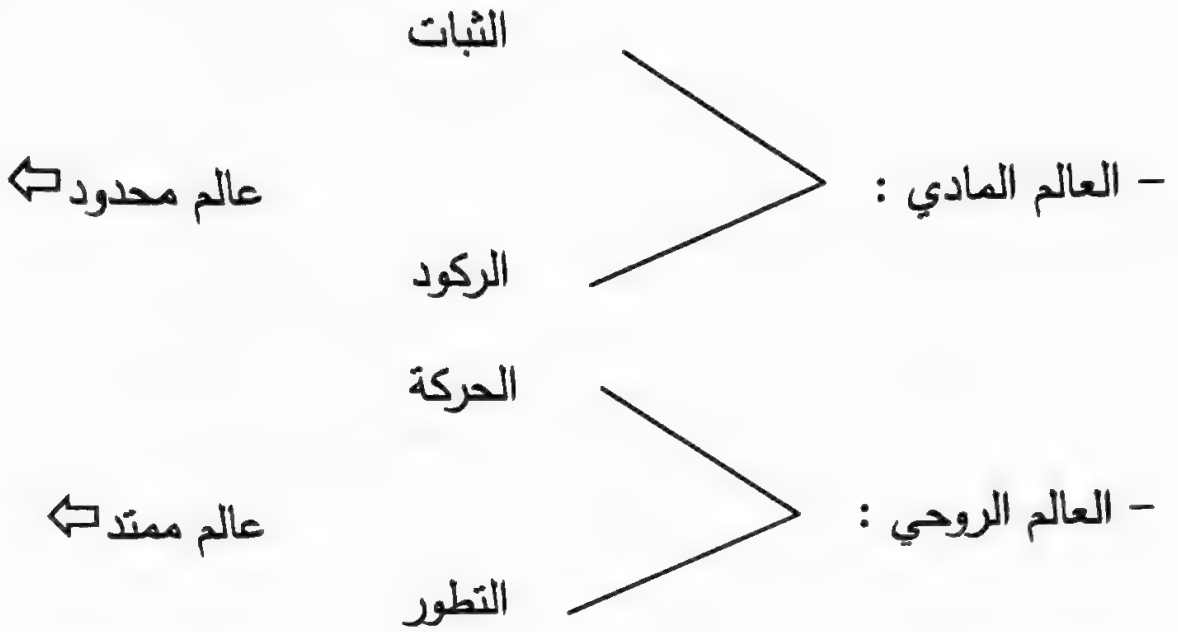 الثبات
- العالم المادي :
عالم محدود ⇦
الركود
الحركة
- العالم الروحي :
عالم ممتد ⇦
التطور